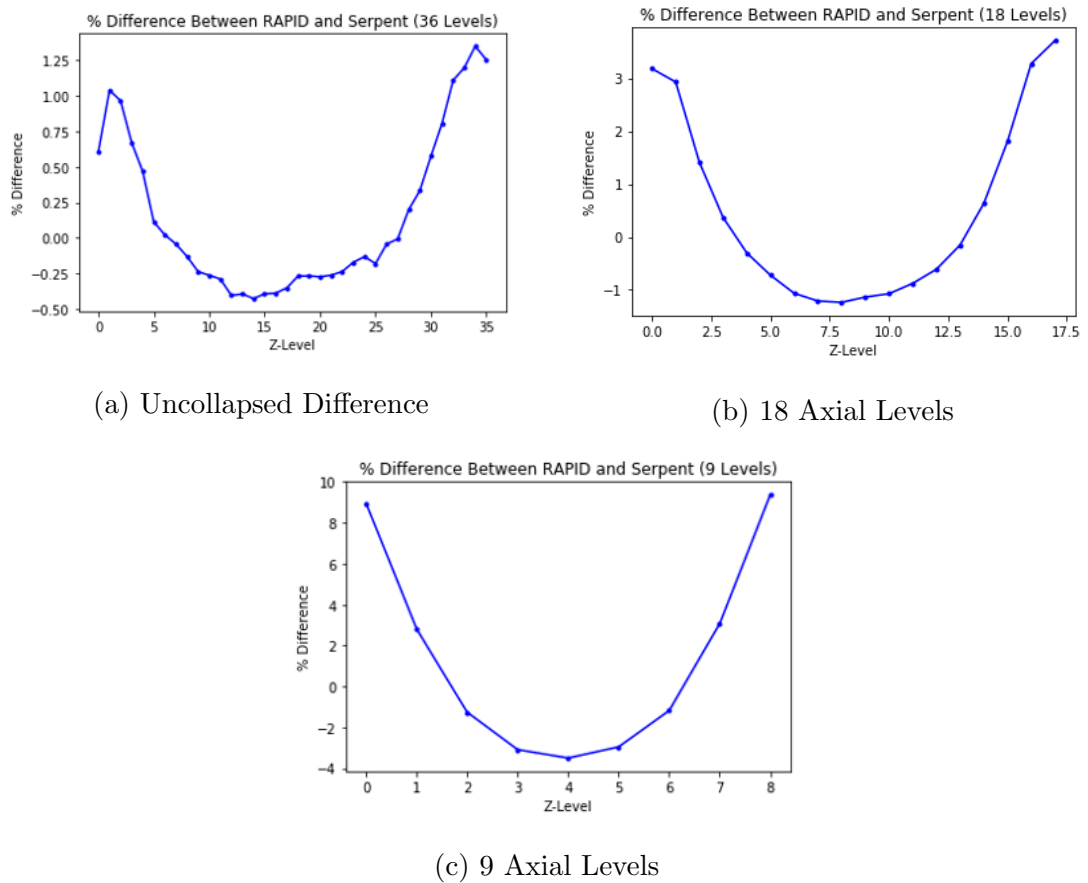 % Difference Between RAPID and Serpent (36 Levels)
1.25
1.00
0.75
0.50
0.25
0.00
−0.25
−0.50
% Difference
0 5 10 15 20 25 30 35
Z-Level
(a) Uncollapsed Difference
% Difference Between RAPID and Serpent (18 Levels)
3
2
1
0
−1
% Difference
0.0 2.5 5.0 7.5 10.0 12.5 15.0 17.5
Z-Level
(b) 18 Axial Levels
% Difference Between RAPID and Serpent (9 Levels)
10
8
6
4
2
0
−2
−4
% Difference
0 1 2 3 4 5 6 7 8
Z-Level
(c) 9 Axial Levels